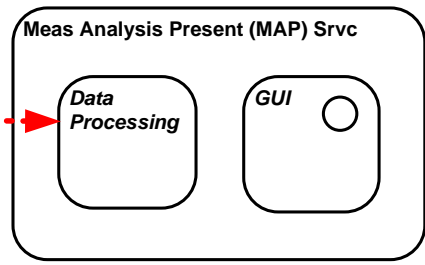 Meas Analysis Present (MAP) Srvc
Data
Processing
GUI